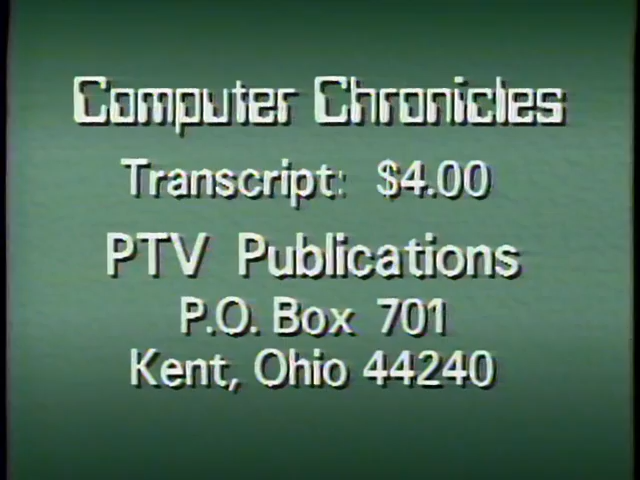 Computer Chronicles
Transcript: $4.00
PTV Publications
P.O. Box 701
Kent, Ohio 44240